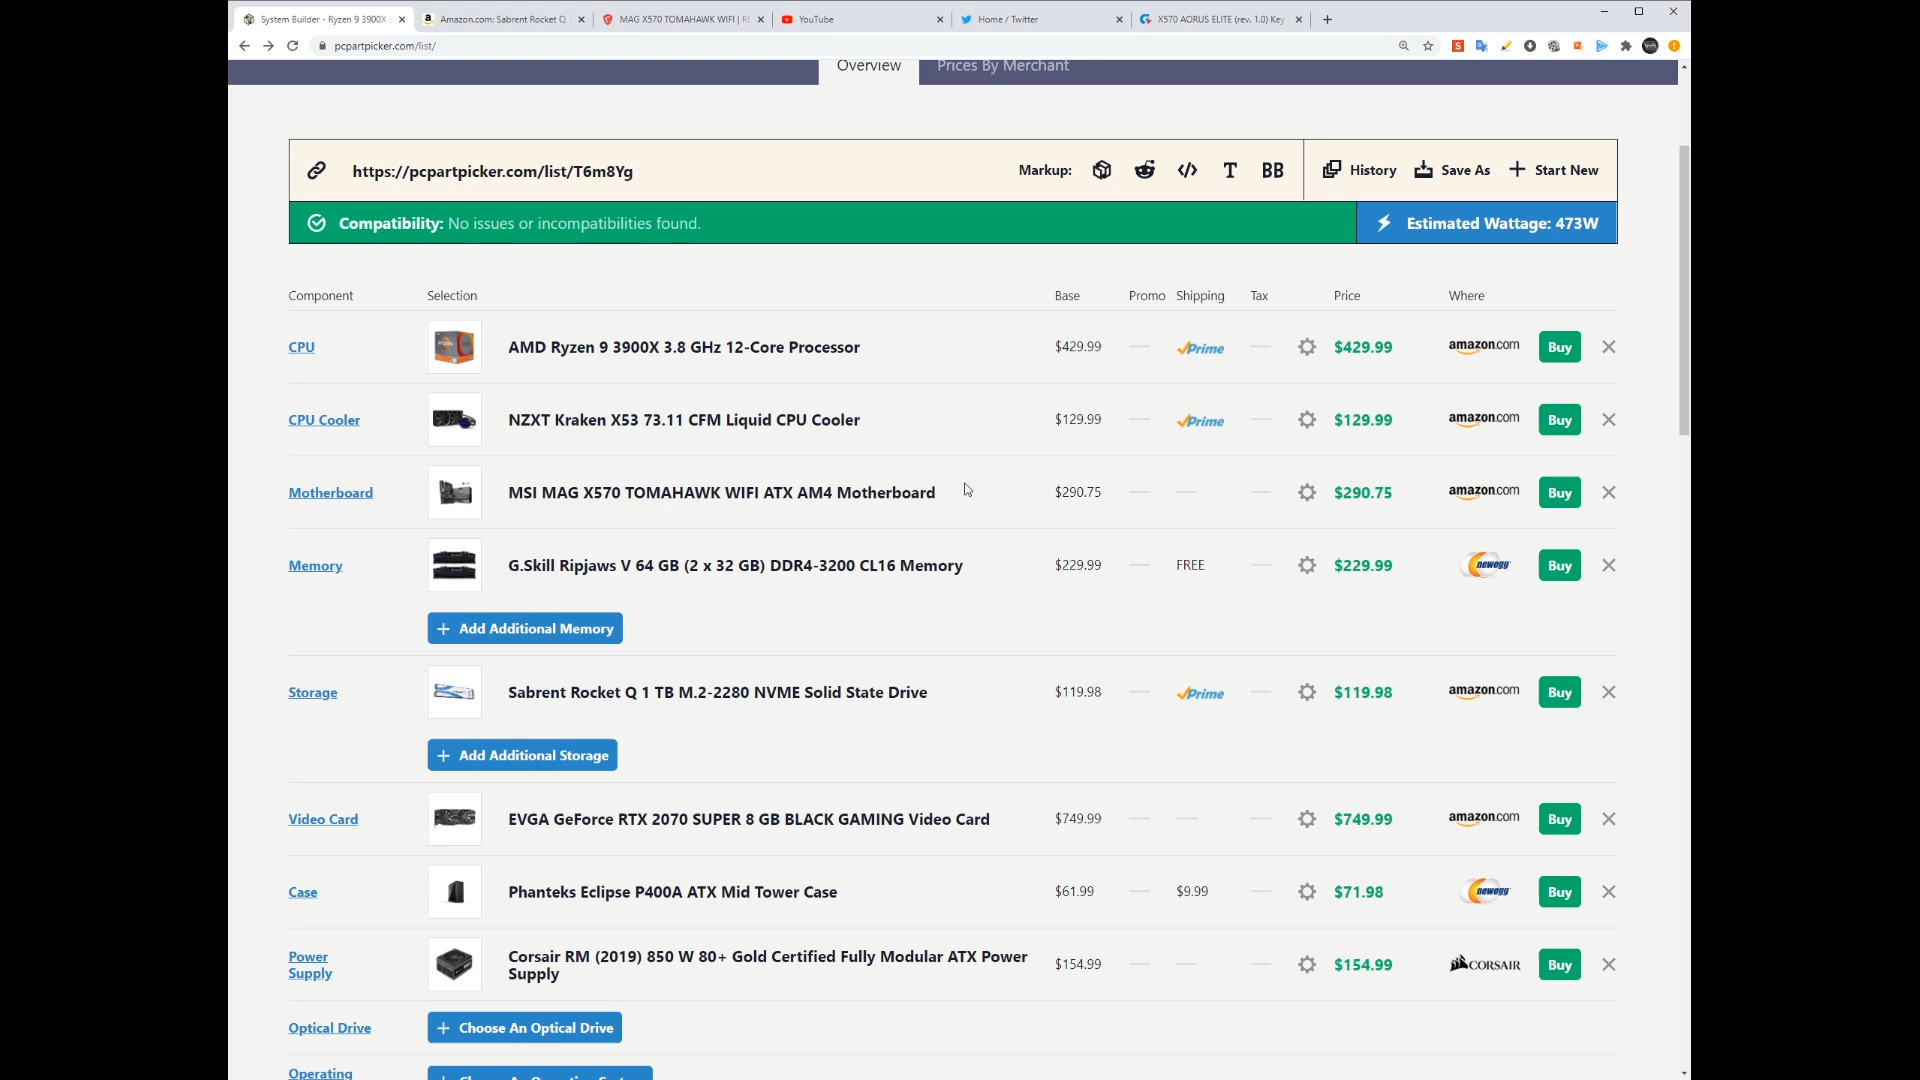 System Builder - Ryzen 9 3900X
Amazon.com: Sabrent Rocket Q
MAG X570 TOMAHAWK WIFI |
YouTube
Home / Twitter
X570 AORUS ELITE (rev. 1.0) Key
pcpartpicker.com/list/
Overview
Prices By Merchant
https://pcpartpicker.com/list/T6m8Yg
Markup:
T
BB
History
Save As
Start New
Compatibility: No issues or incompatibilities found.
Estimated Wattage: 473W
Component Selection Base Promo Shipping Tax Price Where
CPU AMD Ryzen 9 3900X 3.8 GHz 12-Core Processor $429.99 Prime $429.99 amazon.com Buy
CPU Cooler NZXT Kraken X53 73.11 CFM Liquid CPU Cooler $129.99 Prime $129.99 amazon.com Buy
Motherboard MSI MAG X570 TOMAHAWK WIFI ATX AM4 Motherboard $290.75 $290.75 amazon.com Buy
Memory G.Skill Ripjaws V 64 GB (2 x 32 GB) DDR4-3200 CL16 Memory $229.99 FREE $229.99 newegg Buy
Add Additional Memory
Storage Sabrent Rocket Q 1 TB M.2-2280 NVME Solid State Drive $119.98 Prime $119.98 amazon.com Buy
Add Additional Storage
Video Card EVGA GeForce RTX 2070 SUPER 8 GB BLACK GAMING Video Card $749.99 $749.99 amazon.com Buy
Case Phanteks Eclipse P400A ATX Mid Tower Case $61.99 $9.99 $71.98 newegg Buy
Power Supply Corsair RM (2019) 850 W 80+ Gold Certified Fully Modular ATX Power Supply $154.99 $154.99 CORSAIR Buy
Optical Drive Choose An Optical Drive
Operating